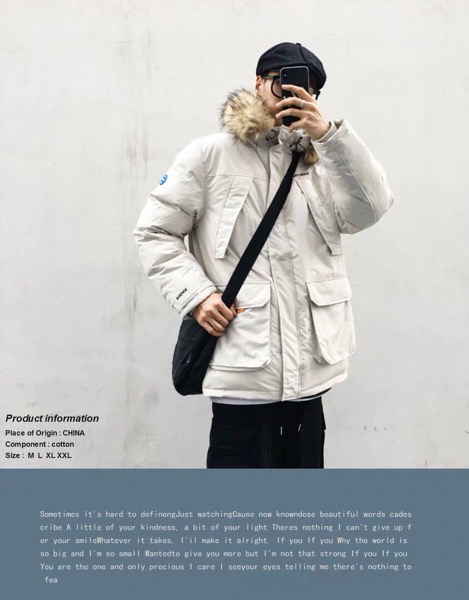 Product information
Place of Origin : CHINA
Component : cotton
Size : M L XL XXL
Sometimes it's hard to definengJust watchingCause now knowndose beautiful words cades
cribe A little of your kindness, a bit of your light Theres nothing I can't give up f
or your smileWhatever it takes, I'il make it alright. If you If you Why the world is
so big and I'm so small Wantedto give you more but I'm not that strong If you If you
You are the one and only precious I care I seeyour eyes telling me there's nothing to
fea